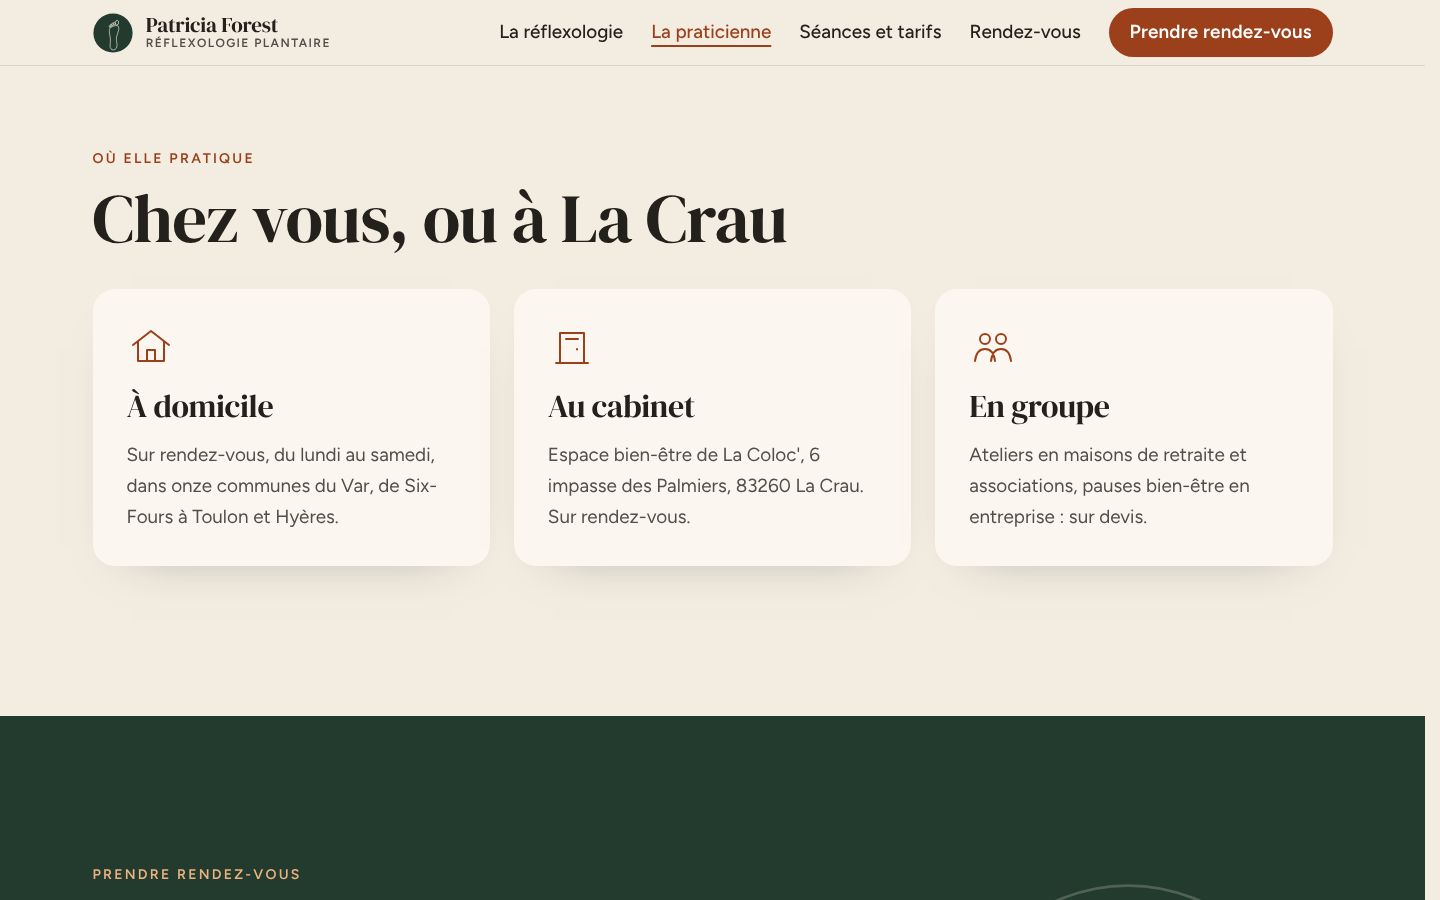 Patricia Forest
RÉFLEXOLOGIE PLANTAIRE
La réflexologie
La praticienne
Séances et tarifs
Rendez-vous
Prendre rendez-vous
OÙ ELLE PRATIQUE
Chez vous, ou à La Crau
À domicile
Sur rendez-vous, du lundi au samedi,
dans onze communes du Var, de Six-
Fours à Toulon et Hyères.
Au cabinet
Espace bien-être de La Coloc', 6
impasse des Palmiers, 83260 La Crau.
Sur rendez-vous.
En groupe
Ateliers en maisons de retraite et
associations, pauses bien-être en
entreprise : sur devis.
PRENDRE RENDEZ-VOUS